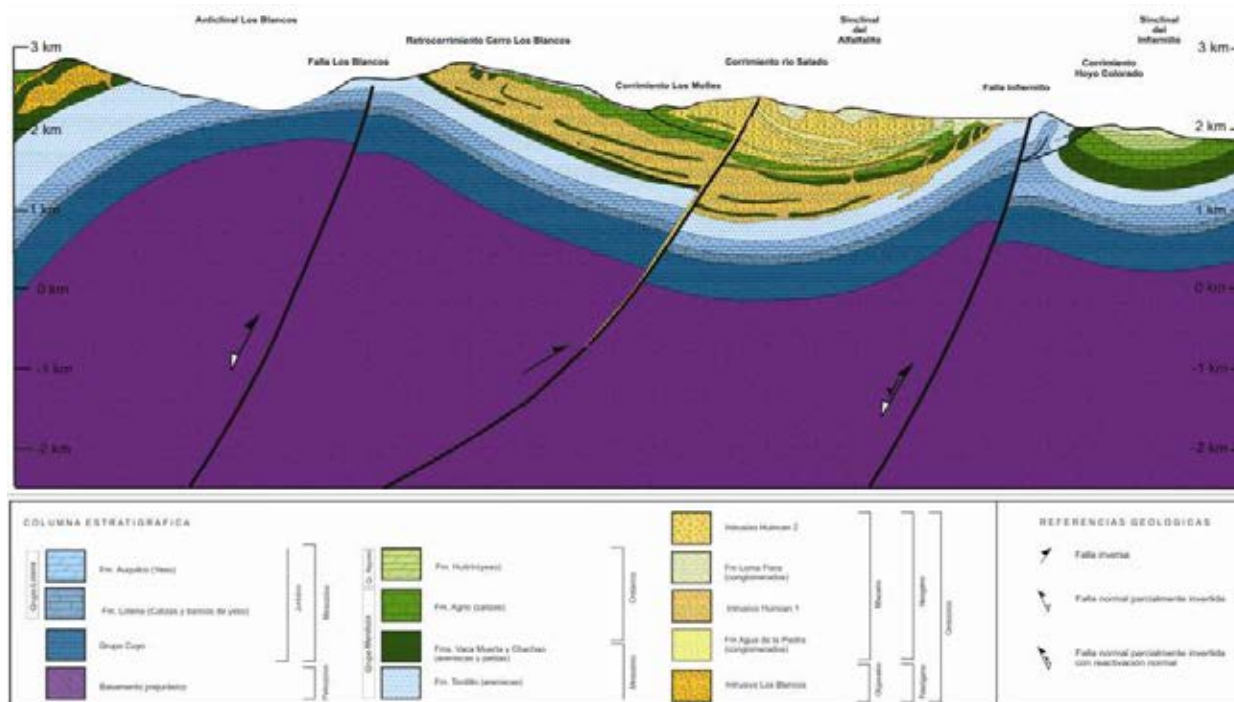 Anticlinal Los Blancos
Retrocorrimiento Cerro Los Blancos
Sinclinal
del
Alfalfalito
Sinclinal
del
Infiernillo
3 km
Falla Los Blancos
Corrimiento Los Molles
Corrimiento río Salado
Falla Infiernillo
Corrimiento
Hoyo Colorado
3 km
2 km
2 km
1 km
1 km
0 km
0 km
-1 km
-1 km
-2 km
-2 km
COLUMNA ESTRATIGRAFICA
Grupo Lotena
Fm. Auquilco (Yeso)
Fm. Lotena (Calizas y bancos de yeso)
Grupo Cuyo
Basamento prejurásico
Jurásico
Mesozoico
Paleozoico
Grupo Mendoza
Fm. Agrio (calizas)
Fms. Vaca Muerta y Chachao
Fm. Tordillo (areniscas)
Cretácico
Mesozoico
Intrusivo Huincan 2
Fm Loma Fiera
(conglomerados)
Intrusivo Huincan 1
Fm Agua de la Piedra
(conglomerados)
Intrusivo Los Blancos
Mioceno
Oligoceno
Neógeno
Paleógeno
Cenozoico
REFERENCIAS GEOLOGICAS
Falla inversa
Falla normal parcialmente invertida
Falla normal parcialmente invertida
con reactivación normal